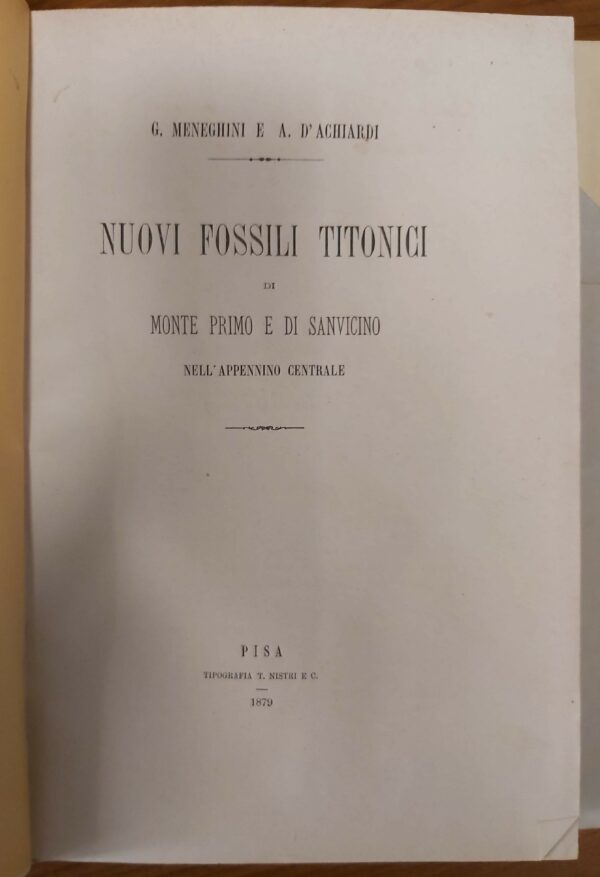 G. MENEGHINI E A. D'ACHIARDI
NUOVI FOSSILI TITONICI
DI
MONTE PRIMO E DI SANVICINO
NELL'APPENNINO CENTRALE
PISA
TIPOGRAFIA T. NISTRI E C.
1879